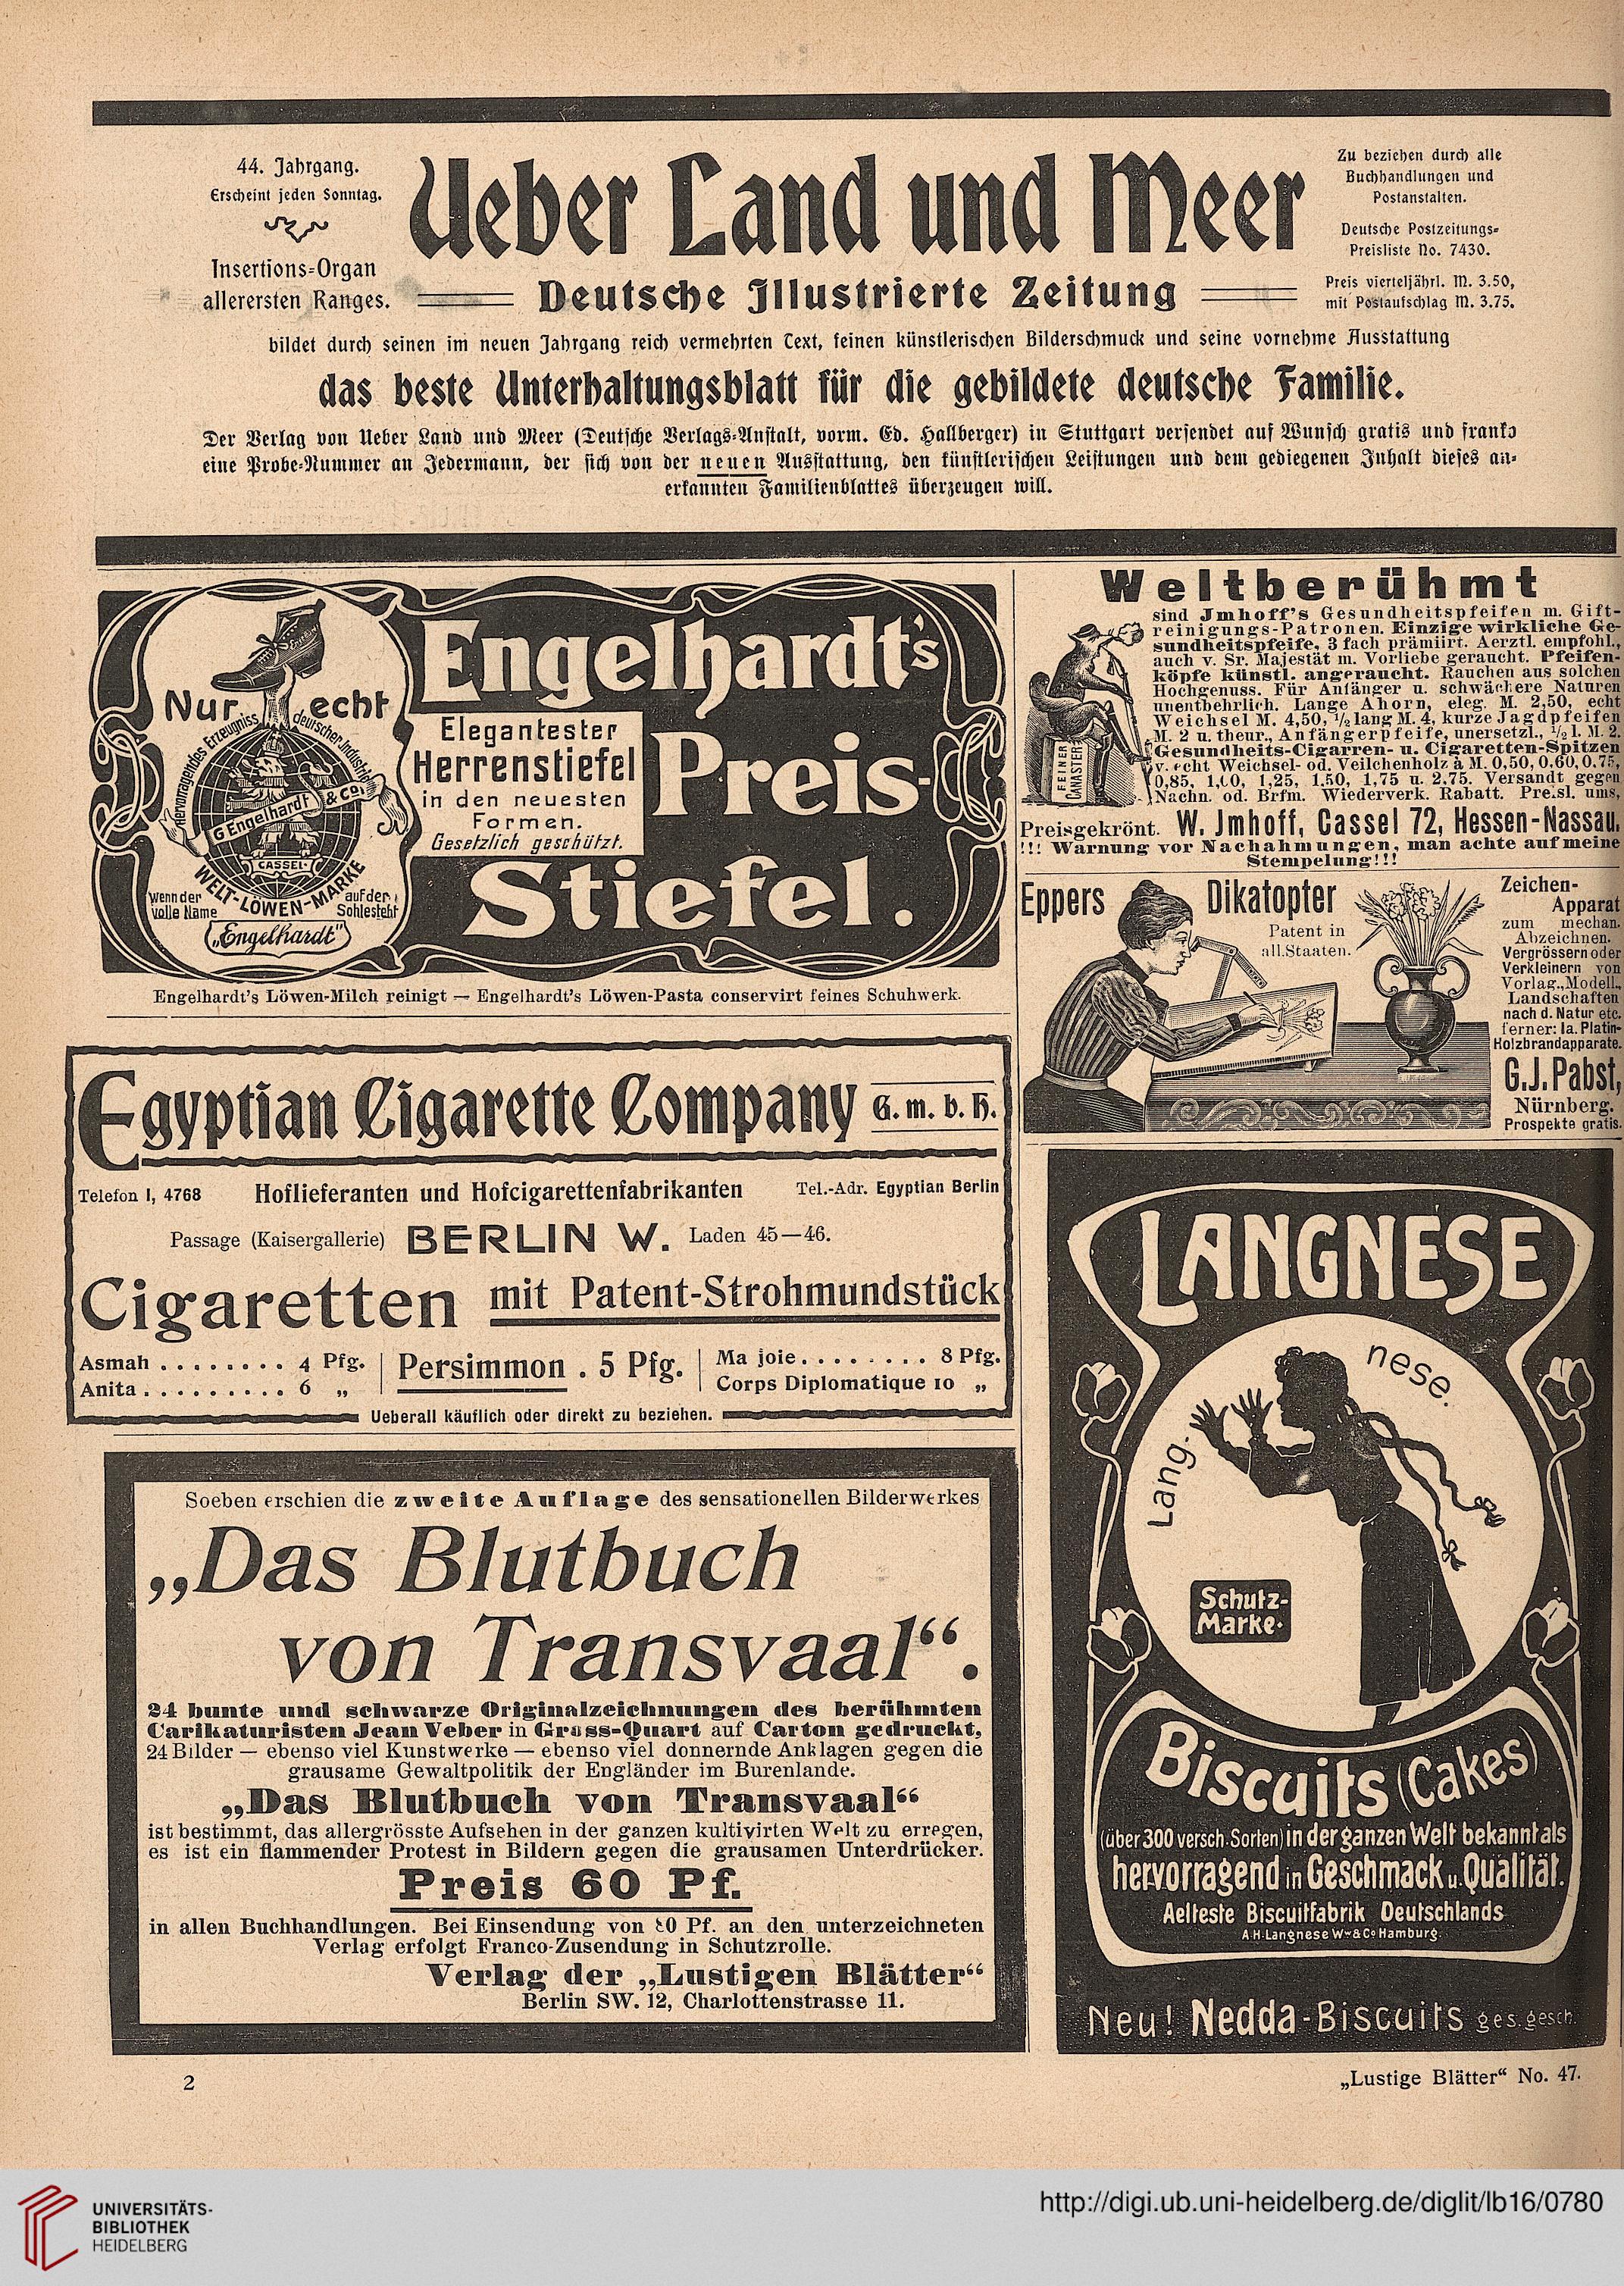 44. Jahrgang.
Erscheint jeden Sonntag.
Insertions-Organ
allerersten Ranges.
Ueber Land und Meer
Deutsche Illustrierte Zeitung
Zu beziehen durch alle
Buchhandlungen und
Postanstalten.
Deutsche Postzeitungs-
Preisliste No. 7430.
Preis vierteljährl. M. 3.50,
mit Postaufschlag M. 3.75.
bildet durch seinen im neuen Jahrgang reich vermehrten Text, feinen künstlerischen Bilderschmuck und seine vornehme Ausstattung
das beste Unterhaltungsblatt für die gebildete deutsche Familie.
Der Verlag von Ueber Land und Meer (Deutsche Verlags-Anstalt, vorm. Ed. Hallberger) in Stuttgart versendet auf Wunsch gratis und franko
eine Probe-Nummer an Jedermann, der sich von der neuen Ausstattung, den künstlerischen Leistungen und dem gediegenen Inhalt dieses an-
erkannten Familienblattes überzeugen will.
Nur echt
Hervorragendes Erzeugniss deutscher Industrie
G Engelhardt & Co.
CASSEL
WELT-LÖWEN-MARKE
Wenn der
volle Name
auf der
Sohle steht
„Engelhardt"
Engelhardt's
Elegantester
Herrenstiefel
in den neuesten
Formen.
Gesetzlich geschützt.
Preis-
Stiefel.
Engelhardt's Löwen-Milch reinigt — Engelhardt's Löwen-Pasta conservirt feines Schuhwerk.
Weltberühmt
sind Jmhoff's Gesundheitspfeifen m. Gift-
reinigungs-Patronen. Einzige wirkliche Ge-
sundheitspfeife, 3 fach prämiirt. Aerztl. empfohl.,
auch v. Sr. Majestät m. Vorliebe geraucht. Pfeifen-
köpfe künstl. angeraucht. Rauchen aus solchen
Hochgenuss. Für Anfänger u. schwächere Naturen
unentbehrlich. Lange Ahorn, eleg. M. 2,50, echt
Weichsel M. 4,50, 1/2 lang M. 4, kurze Jagdpfeifen
M. 2 u. theur., Anfängerpfeife, unersetzl., 1/2 l. M. 2.
Gesundheits-Cigarren- u. Cigaretten-Spitzen
v. echt Weichsel- od. Veilchenholz à M. 0,50, 0,60, 0,75,
0,85, 1,00, 1,25, 1,50, 1,75 u. 2,75. Versandt gegen
Nachn. od. Brfm. Wiederverk. Rabatt. Preisl. ums.
FEINER
CANASTER
Preisgekrönt. W. Jmhoff, Cassel 72, Hessen-Nassau.
!!! Warnung vor Nachahmungen, man achte auf meine
Stempelung!!!
Eppers Dikatopter
Patent in
all. Staaten.
Zeichen-
Apparat
zum mechan.
Abzeichnen.
Vergrössern oder
Verkleinern von
Vorlag., Modell.,
Landschaften
nach d. Natur etc.
ferner: Ia. Platin-
Holzbrandapparate.
G. J. Pabst,
Nürnberg.
Prospekte gratis.
Egyptian Cigarette Company G. m. b. H.
Telefon I, 4768 Hoflieferanten und Hofcigarettenfabrikanten Tel.-Adr. Egyptian Berlin
Passage (Kaisergallerie) BERLIN W. Laden 45—46.
Cigaretten mit Patent-Strohmundstück
Asmah ........ 4 Pfg.
Anita ......... 6 „
Persimmon . 5 Pfg.
Ma joie ........ 8 Pfg.
Corps Diplomatique 10 „
Ueberall käuflich oder direkt zu beziehen.
Soeben erschien die zweite Auflage des sensationellen Bilderwerkes
„Das Blutbuch
von Transvaal“.
24 bunte und schwarze Originalzeichnungen des berühmten
Carikaturisten Jean Veber in Gross-Quart auf Carton gedruckt,
24 Bilder — ebenso viel Kunstwerke — ebenso viel donnernde Anklagen gegen die
grausame Gewaltpolitik der Engländer im Burenlande.
„Das Blutbuch von Transvaal“
ist bestimmt, das allergrösste Aufsehen in der ganzen kultivirten Welt zu erregen,
es ist ein flammender Protest in Bildern gegen die grausamen Unterdrücker.
Preis 60 Pf.
in allen Buchhandlungen. Bei Einsendung von 80 Pf. an den unterzeichneten
Verlag erfolgt Franco-Zusendung in Schutzrolle.
Verlag der „Lustigen Blätter“
Berlin SW. 12, Charlottenstrasse 11.
LANGNESE
Lang-
nese.
Schutz-
Marke.
Biscuits (Cakes)
(über 300 versch. Sorten) in der ganzen Welt bekannt als
hervorragend in Geschmack u. Qualität.
Aelteste Biscuitfabrik Deutschlands
A.H. Langnese Ww. & Co Hamburg.
Neu! Nedda-Biscuits ges. gesch.
2
„Lustige Blätter“ No. 47.
UNIVERSITÄTS-
BIBLIOTHEK
HEIDELBERG
http://digi.ub.uni-heidelberg.de/diglit/lb16/0780